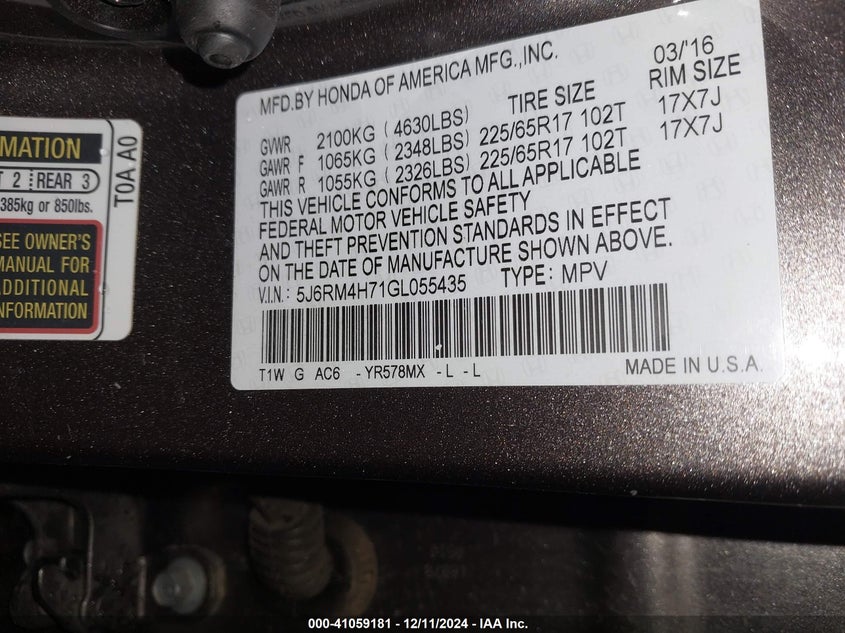 MATION
T 2 REAR 3
385kg or 850lbs.
SEE OWNER'S
MANUAL FOR
ADDITIONAL
INFORMATION
T0A A0
MFD.BY HONDA OF AMERICA MFG.,INC. 03/'16
TIRE SIZE RIM SIZE
GVWR 2100KG ( 4630LBS)
GAWR F 1065KG ( 2348LBS) 225/65R17 102T 17X7J
GAWR R 1055KG ( 2326LBS) 225/65R17 102T 17X7J
THIS VEHICLE CONFORMS TO ALL APPLICABLE
FEDERAL MOTOR VEHICLE SAFETY
AND THEFT PREVENTION STANDARDS IN EFFECT
ON THE DATE OF MANUFACTURE SHOWN ABOVE.
V.I.N.: 5J6RM4H71GL055435 TYPE: MPV
T1W G AC6 -YR578MX -L -L MADE IN U.S.A.
000-41059181 - 12/11/2024 - IAA Inc.